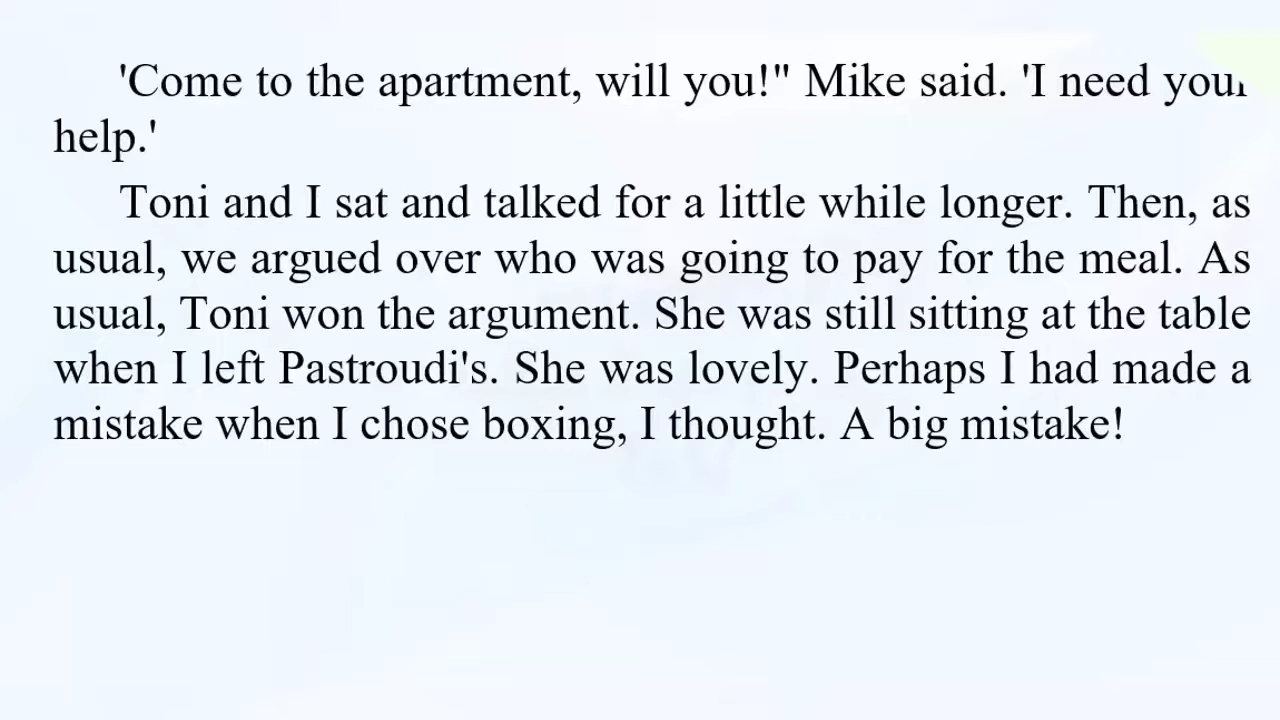 'Come to the apartment, will you!" Mike said. 'I need your
help.'
Toni and I sat and talked for a little while longer. Then, as
usual, we argued over who was going to pay for the meal. As
usual, Toni won the argument. She was still sitting at the table
when I left Pastroudi's. She was lovely. Perhaps I had made a
mistake when I chose boxing, I thought. A big mistake!